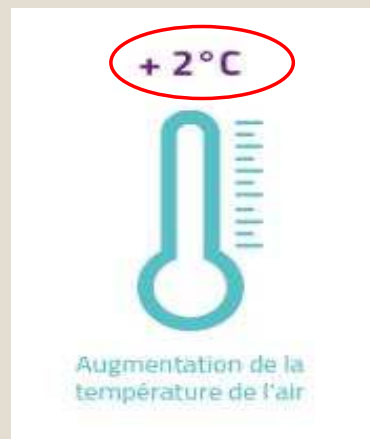 + 2°C
Augmentation de la
température de l'air